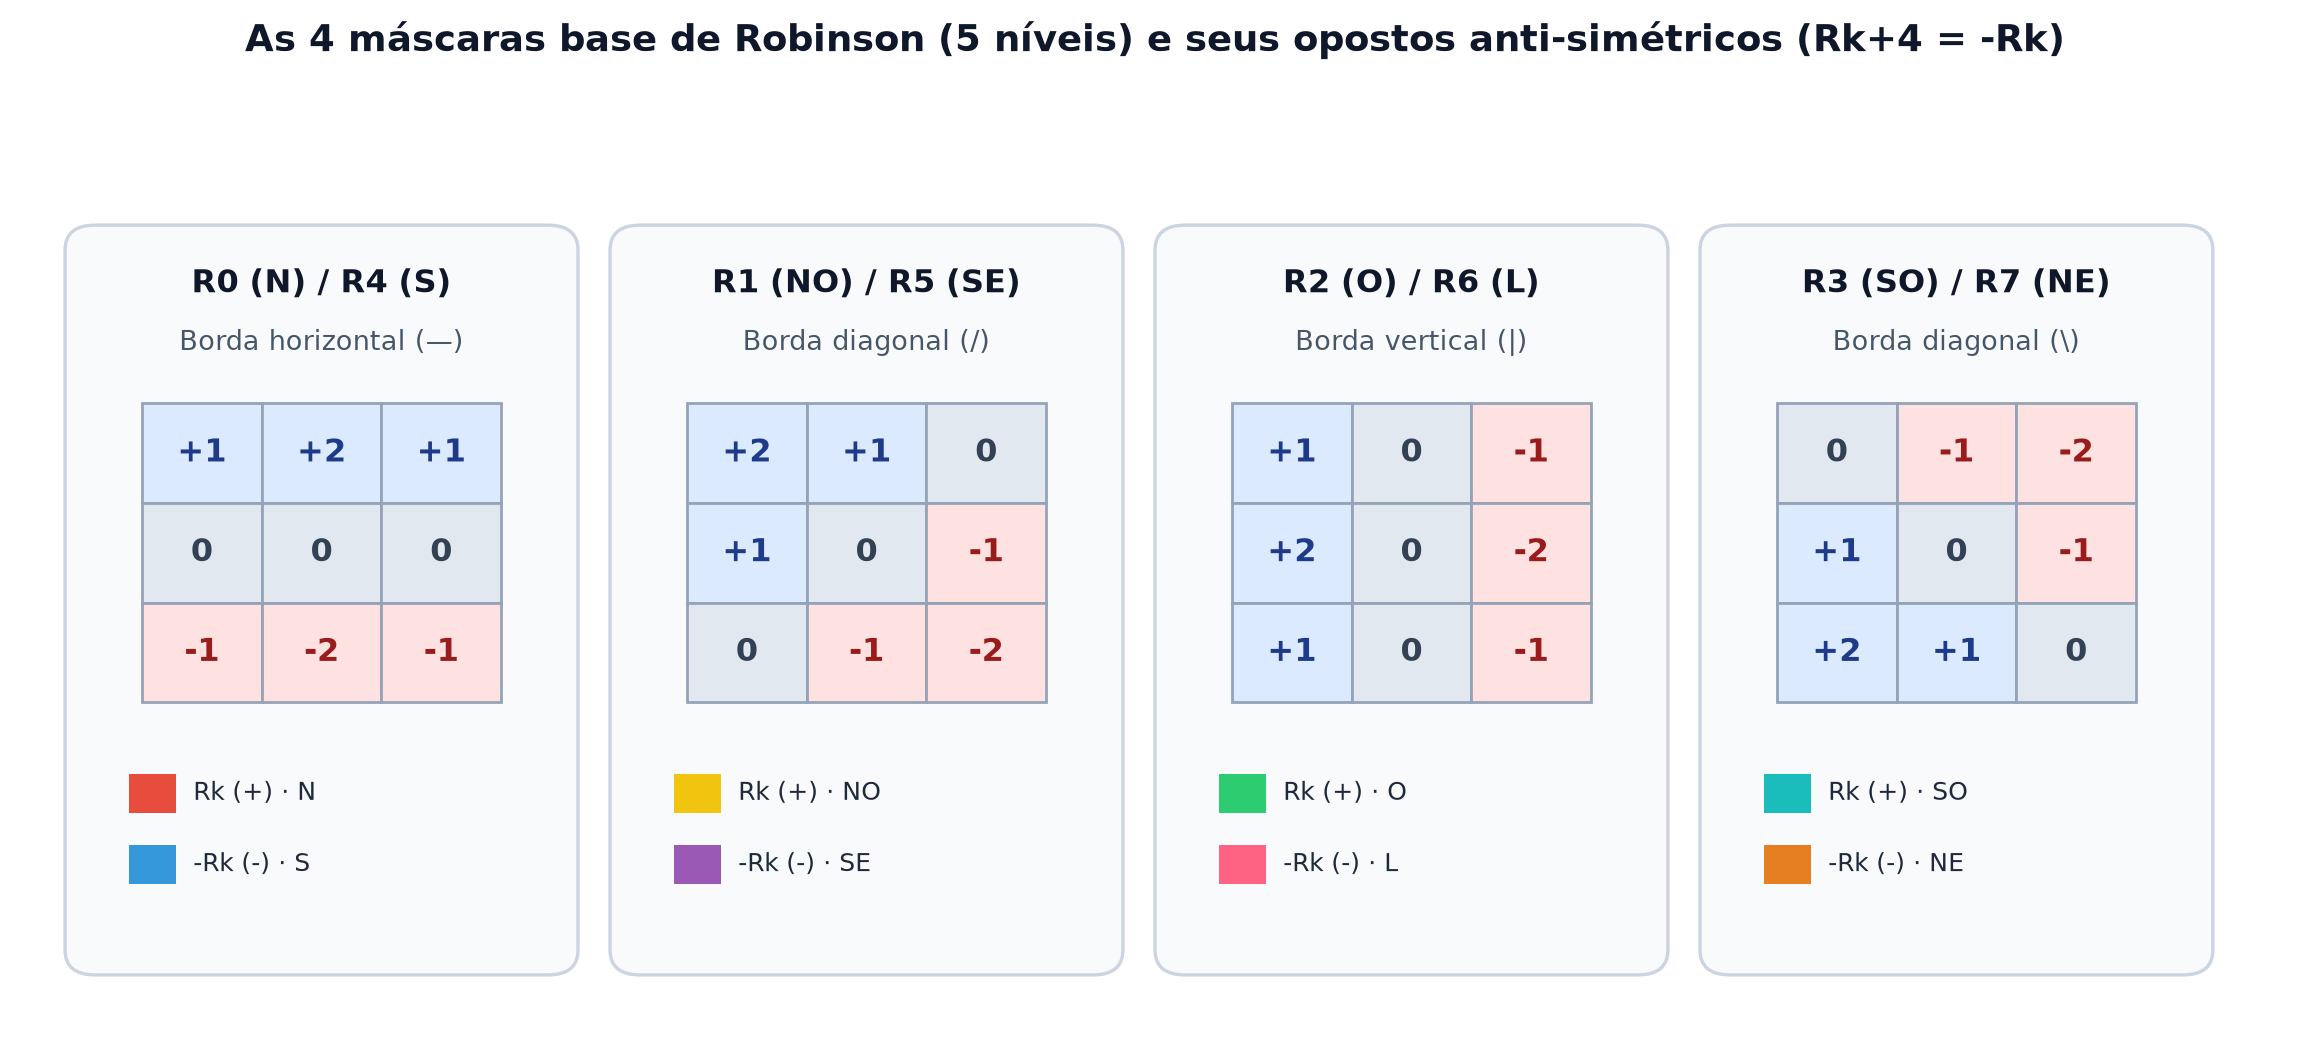 As 4 máscaras base de Robinson (5 níveis) e seus opostos anti-simétricos (Rk+4 = -Rk)
R0 (N) / R4 (S)
Borda horizontal (—)
+1 +2 +1
0 0 0
-1 -2 -1
Rk (+) · N
-Rk (-) · S
R1 (NO) / R5 (SE)
Borda diagonal (/)
+2 +1 0
+1 0 -1
0 -1 -2
Rk (+) · NO
-Rk (-) · SE
R2 (O) / R6 (L)
Borda vertical (|)
+1 0 -1
+2 0 -2
+1 0 -1
Rk (+) · O
-Rk (-) · L
R3 (SO) / R7 (NE)
Borda diagonal (\)
0 -1 -2
+1 0 -1
+2 +1 0
Rk (+) · SO
-Rk (-) · NE